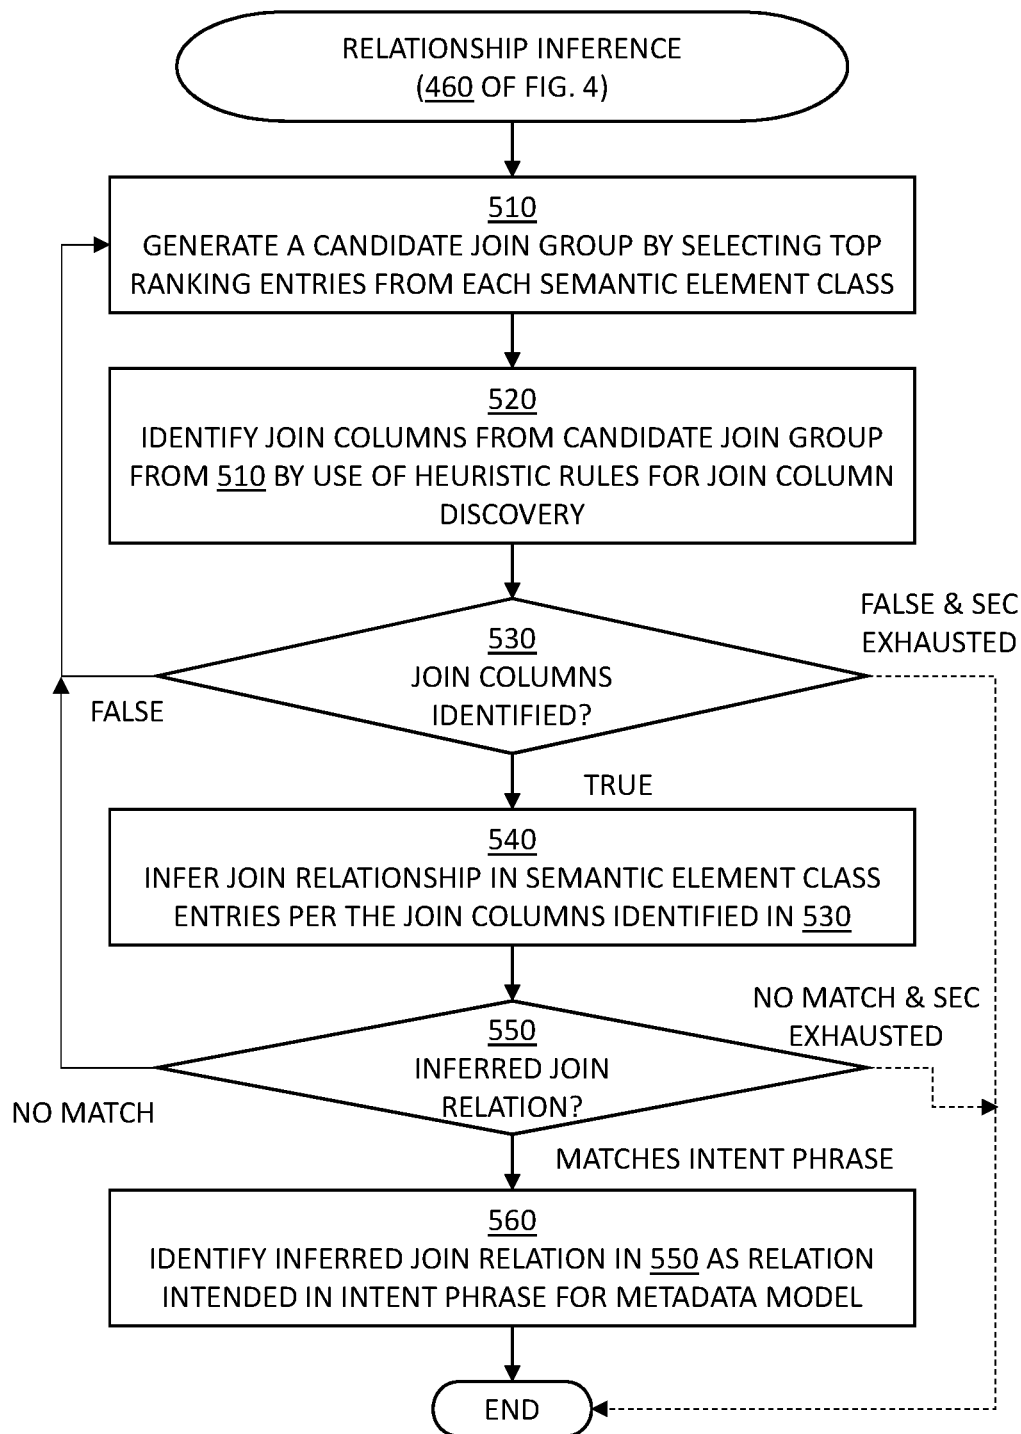 RELATIONSHIP INFERENCE
(460 OF FIG. 4)
510
GENERATE A CANDIDATE JOIN GROUP BY SELECTING TOP
RANKING ENTRIES FROM EACH SEMANTIC ELEMENT CLASS
520
IDENTIFY JOIN COLUMNS FROM CANDIDATE JOIN GROUP
FROM 510 BY USE OF HEURISTIC RULES FOR JOIN COLUMN
DISCOVERY
FALSE & SEC
EXHAUSTED
530
JOIN COLUMNS
IDENTIFIED?
FALSE
TRUE
540
INFER JOIN RELATIONSHIP IN SEMANTIC ELEMENT CLASS
ENTRIES PER THE JOIN COLUMNS IDENTIFIED IN 530
NO MATCH & SEC
EXHAUSTED
550
INFERRED JOIN
RELATION?
NO MATCH
MATCHES INTENT PHRASE
560
IDENTIFY INFERRED JOIN RELATION IN 550 AS RELATION
INTENDED IN INTENT PHRASE FOR METADATA MODEL
END